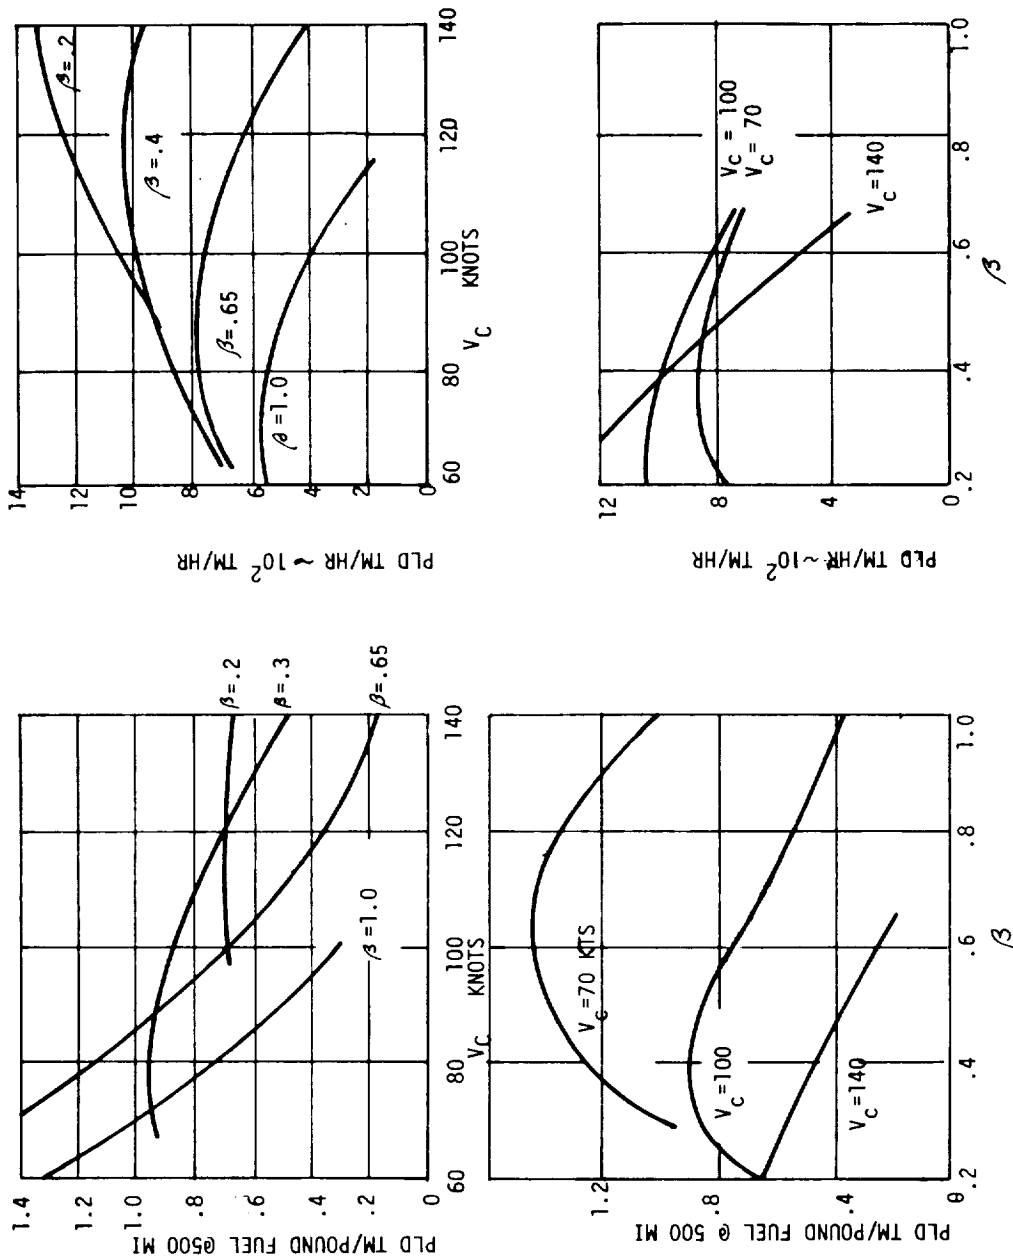 PLD TM/HR ~ 10² TM/HR
14
12
10
8
6
4
2
0
β=.2
β=.4
β=.65
β=1.0
60
80
100
120
140
V_C
KNOTS
PLD TM/HR ~ 10² TM/HR
12
8
4
0
V_C = 100
V_C = 70
V_C=140
.2
.4
.6
.8
1.0
β
PLD TM/POUND FUEL @500 MI
1.4
1.2
1.0
.8
.6
.4
.2
0
β=.2
β=.3
β=.65
β=1.0
60
80
100
120
140
V_C
KNOTS
PLD TM/POUND FUEL @ 500 MI
1.2
.8
.4
0
V_C=70 KTS
V_C=100
V_C=140
.2
.4
.6
.8
1.0
β